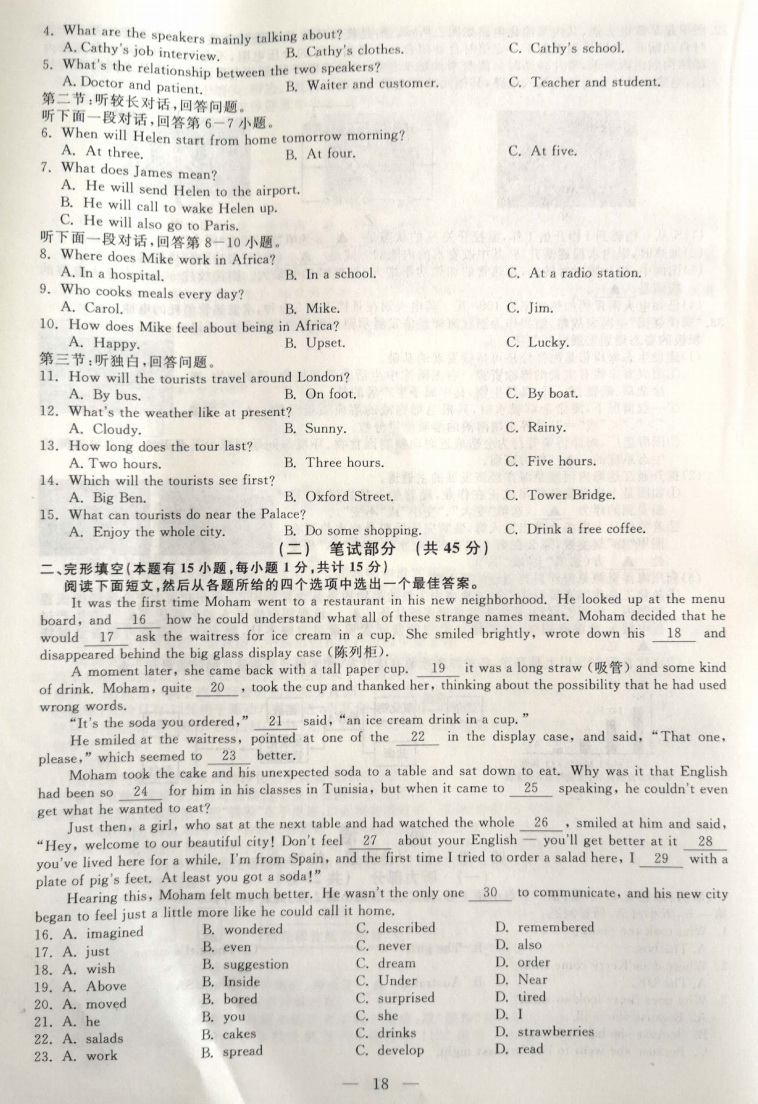 4. What are the speakers mainly talking about?
A. Cathy's job interview. B. Cathy's clothes. C. Cathy's school.
5. What's the relationship between the two speakers?
A. Doctor and patient. B. Waiter and customer. C. Teacher and student.
第二节:听较长对话,回答问题。
听下面一段对话,回答第6—7小题。
6. When will Helen start from home tomorrow morning?
A. At three. B. At four. C. At five.
7. What does James mean?
A. He will send Helen to the airport.
B. He will call to wake Helen up.
C. He will also go to Paris.
听下面一段对话,回答第8—10小题。
8. Where does Mike work in Africa?
A. In a hospital. B. In a school. C. At a radio station.
9. Who cooks meals every day?
A. Carol. B. Mike. C. Jim.
10. How does Mike feel about being in Africa?
A. Happy. B. Upset. C. Lucky.
第三节:听独白,回答问题。
11. How will the tourists travel around London?
A. By bus. B. On foot. C. By boat.
12. What's the weather like at present?
A. Cloudy. B. Sunny. C. Rainy.
13. How long does the tour last?
A. Two hours. B. Three hours. C. Five hours.
14. Which will the tourists see first?
A. Big Ben. B. Oxford Street. C. Tower Bridge.
15. What can tourists do near the Palace?
A. Enjoy the whole city. B. Do some shopping. C. Drink a free coffee.
(二) 笔试部分 (共45分)
二、完形填空(本题有15小题,每小题1分,共计15分)
阅读下面短文,然后从各题所给的四个选项中选出一个最佳答案。
It was the first time Moham went to a restaurant in his new neighborhood. He looked up at the menu
board, and 16 how he could understand what all of these strange names meant. Moham decided that he
would 17 ask the waitress for ice cream in a cup. She smiled brightly, wrote down his 18 and
disappeared behind the big glass display case (陈列柜).
A moment later, she came back with a tall paper cup. 19 it was a long straw (吸管) and some kind
of drink. Moham, quite 20 , took the cup and thanked her, thinking about the possibility that he had used
wrong words.
“It's the soda you ordered,” 21 said, “an ice cream drink in a cup.”
He smiled at the waitress, pointed at one of the 22 in the display case, and said, “That one,
please,” which seemed to 23 better.
Moham took the cake and his unexpected soda to a table and sat down to eat. Why was it that English
had been so 24 for him in his classes in Tunisia, but when it came to 25 speaking, he couldn't even
get what he wanted to eat?
Just then, a girl, who sat at the next table and had watched the whole 26 , smiled at him and said,
“Hey, welcome to our beautiful city! Don't feel 27 about your English — you'll get better at it 28
you've lived here for a while. I'm from Spain, and the first time I tried to order a salad here, I 29 with a
plate of pig's feet. At least you got a soda!”
Hearing this, Moham felt much better. He wasn't the only one 30 to communicate, and his new city
began to feel just a little more like he could call it home.
16. A. imagined B. wondered C. described D. remembered
17. A. just B. even C. never D. also
18. A. wish B. suggestion C. dream D. order
19. A. Above B. Inside C. Under D. Near
20. A. moved B. bored C. surprised D. tired
21. A. he B. you C. she D. I
22. A. salads B. cakes C. drinks D. strawberries
23. A. work B. spread C. develop D. read
— 18 —